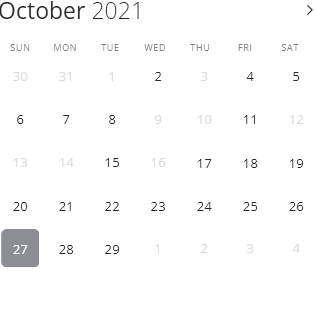 October 2021
SUN MON TUE WED THU FRI SAT
30 31 1 2 3 4 5
6 7 8 9 10 11 12
13 14 15 16 17 18 19
20 21 22 23 24 25 26
27 28 29 1 2 3 4